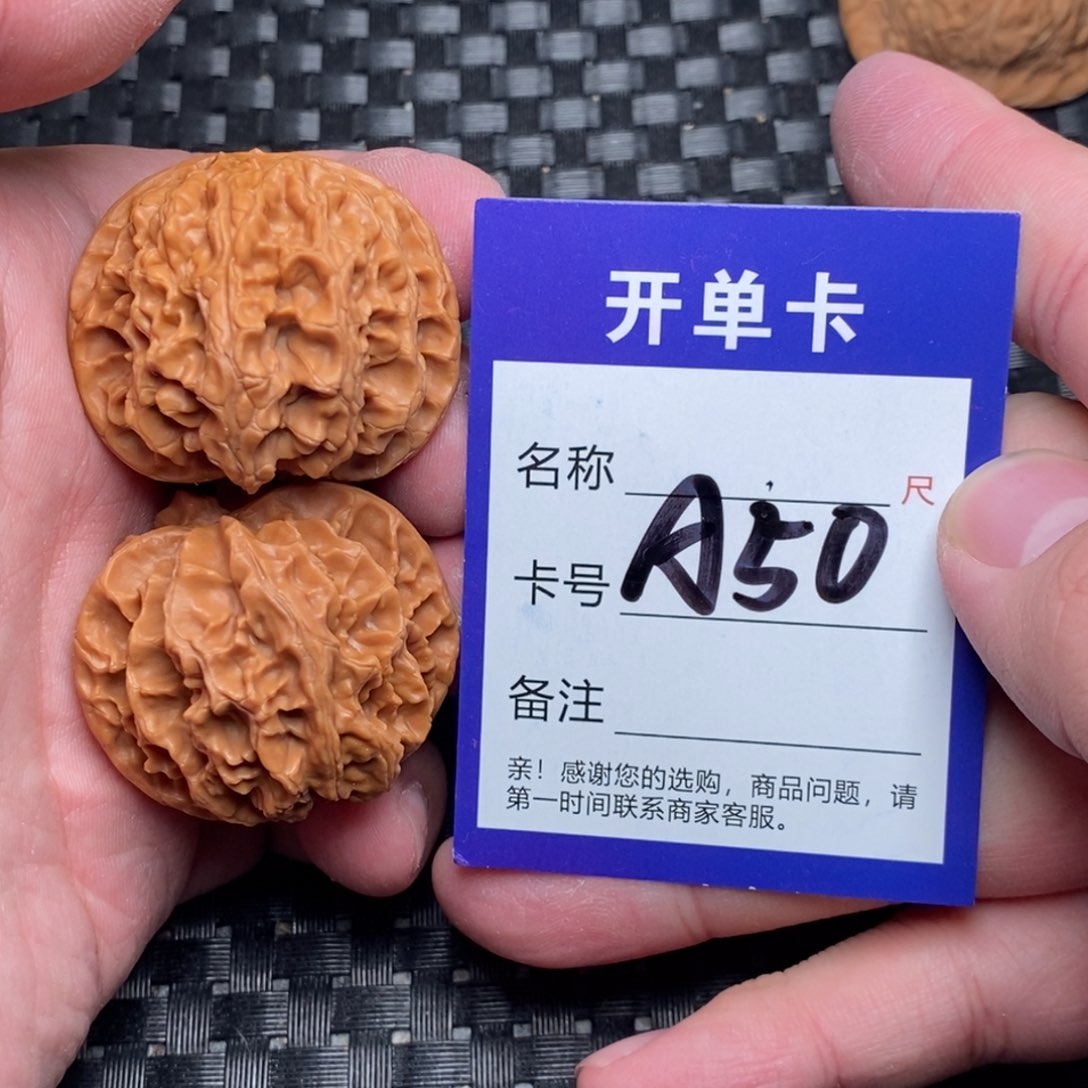 开单卡
名称 尺
卡号 A50
备注
亲！感谢您的选购，商品问题，请
第一时间联系商家客服。